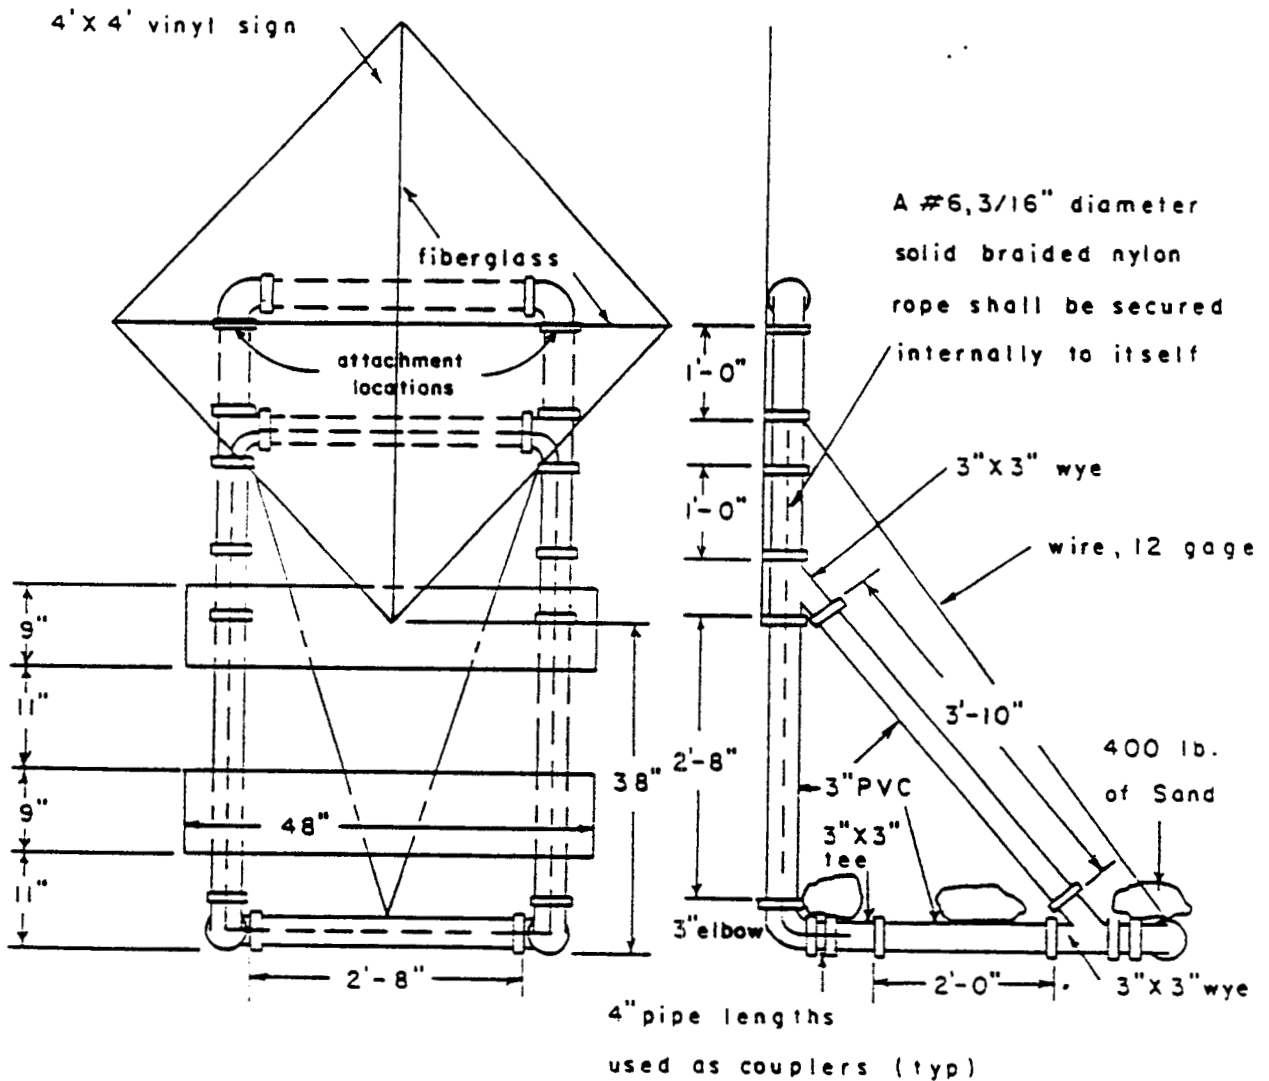 4'X 4' vinyl sign
A #6, 3/16" diameter
solid braided nylon
rope shall be secured
internally to itself
fiberglass
attachment
locations
1'-0"
3"X3" wye
1'-0"
wire, 12 gage
9"
11"
3'-10"
400 lb.
of Sand
38"
2'-8"
3"PVC
9"
48"
3"X3"
tee
11"
3"elbow
2'-8"
2'-0"
3"X3"wye
4"pipe lengths
used as couplers (typ)